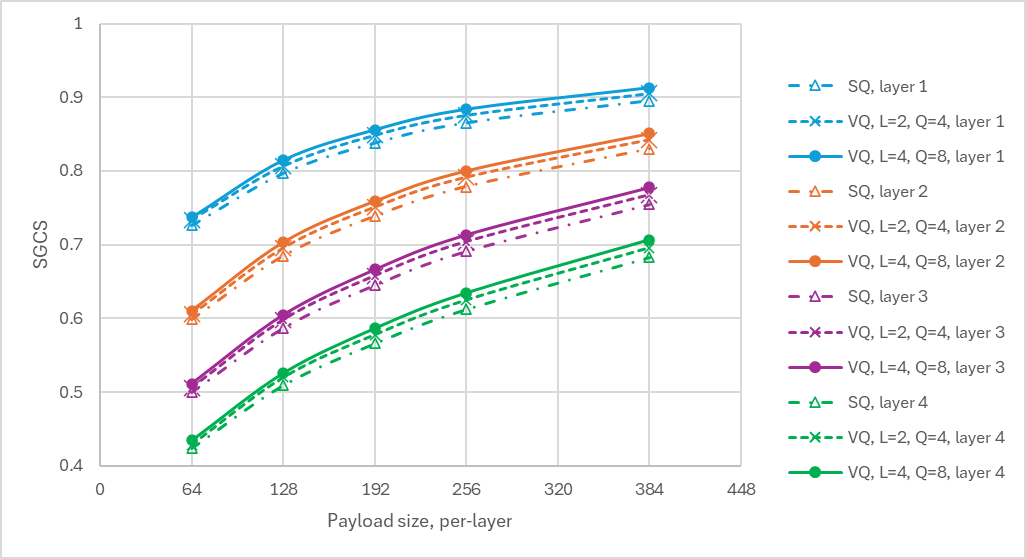 1
0.9
0.8
0.7
0.6
0.5
0.4
SGCS
0 64 128 192 256 320 384 448
Payload size, per-layer
SQ, layer 1
VQ, L=2, Q=4, layer 1
VQ, L=4, Q=8, layer 1
SQ, layer 2
VQ, L=2, Q=4, layer 2
VQ, L=4, Q=8, layer 2
SQ, layer 3
VQ, L=2, Q=4, layer 3
VQ, L=4, Q=8, layer 3
SQ, layer 4
VQ, L=2, Q=4, layer 4
VQ, L=4, Q=8, layer 4